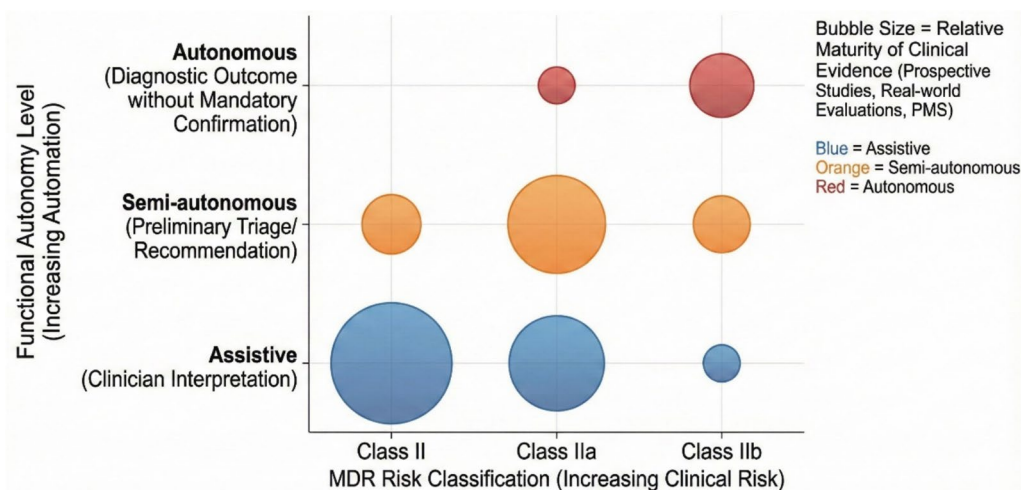 Functional Autonomy Level
(Increasing Automation)
Autonomous
(Diagnostic Outcome
without Mandatory
Confirmation)
Semi-autonomous
(Preliminary Triage/
Recommendation)
Assistive
(Clinician Interpretation)
Class II
Class IIa
Class IIb
MDR Risk Classification (Increasing Clinical Risk)
Bubble Size = Relative
Maturity of Clinical
Evidence (Prospective
Studies, Real-world
Evaluations, PMS)
Blue = Assistive
Orange = Semi-autonomous
Red = Autonomous